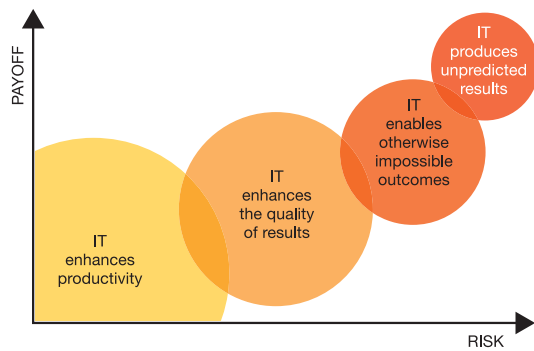 PAYOFF
IT
produces
unpredicted
results
IT
enables
otherwise
impossible
outcomes
IT
enhances
the quality
of results
IT
enhances
productivity
RISK